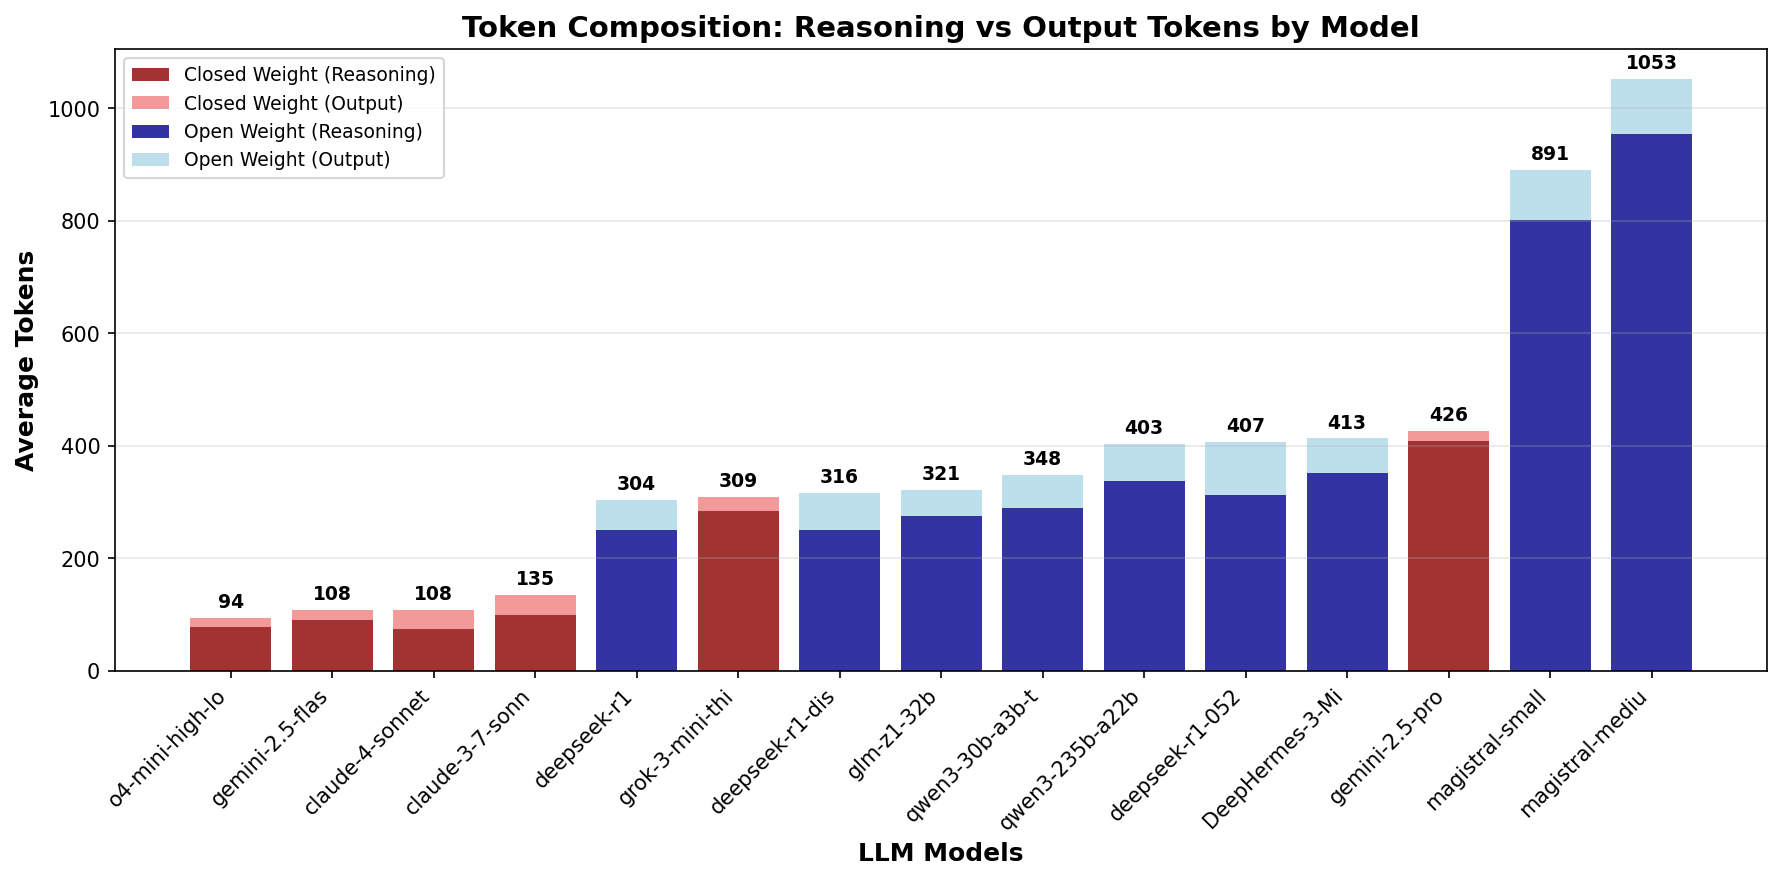 Token Composition: Reasoning vs Output Tokens by Model
Closed Weight (Reasoning)
Closed Weight (Output)
Open Weight (Reasoning)
Open Weight (Output)
Average Tokens
1000
800
600
400
200
0
94
108
108
135
304
309
316
321
348
403
407
413
426
891
1053
o4-mini-high-lo
gemini-2.5-flas
claude-4-sonnet
claude-3-7-sonn
deepseek-r1
grok-3-mini-thi
deepseek-r1-dis
glm-z1-32b
qwen3-30b-a3b-t
qwen3-235b-a22b
deepseek-r1-052
DeepHermes-3-Mi
gemini-2.5-pro
magistral-small
magistral-mediu
LLM Models